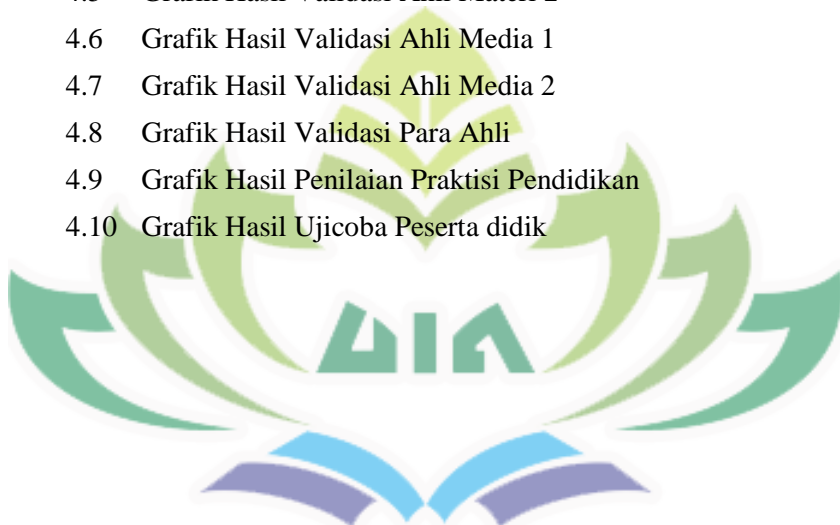 4.6 Grafik Hasil Validasi Ahli Media 1
4.7 Grafik Hasil Validasi Ahli Media 2
4.8 Grafik Hasil Validasi Para Ahli
4.9 Grafik Hasil Penilaian Praktisi Pendidikan
4.10 Grafik Hasil Ujicoba Peserta didik